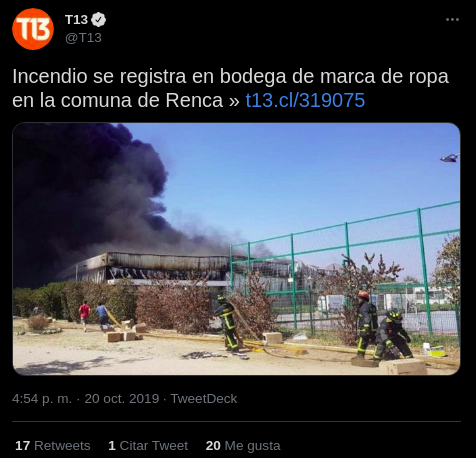 T13
T13
@T13
Incendio se registra en bodega de marca de ropa
en la comuna de Renca » t13.cl/319075
4:54 p. m. · 20 oct. 2019 · TweetDeck
17 Retweets 1 Citar Tweet 20 Me gusta